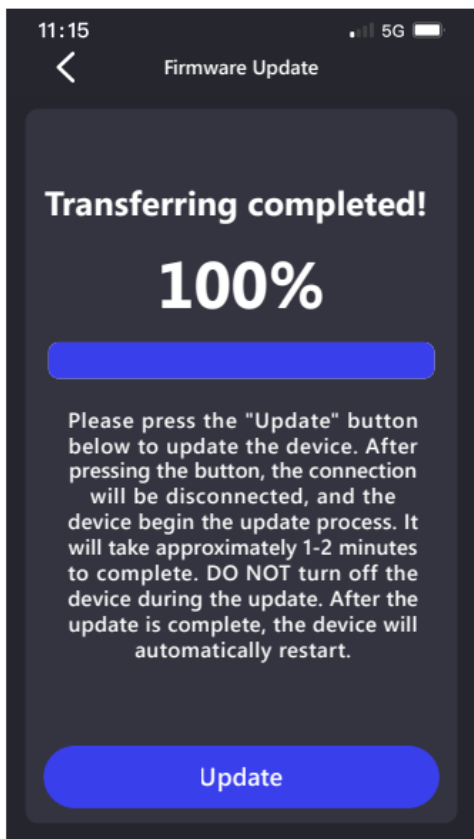 11:15
5G
Firmware Update
Transferring completed!
100%
Please press the "Update" button
below to update the device. After
pressing the button, the connection
will be disconnected, and the
device begin the update process. It
will take approximately 1-2 minutes
to complete. DO NOT turn off the
device during the update. After the
update is complete, the device will
automatically restart.
Update